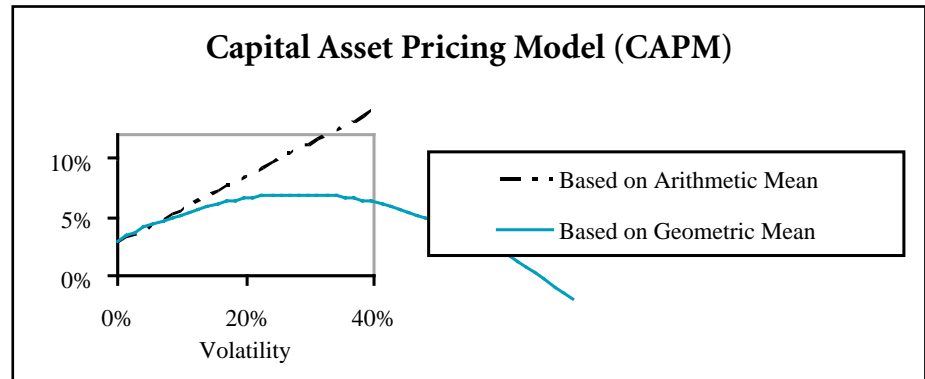 Capital Asset Pricing Model (CAPM)
10%
5%
0%
0%
20%
40%
Volatility
Based on Arithmetic Mean
Based on Geometric Mean